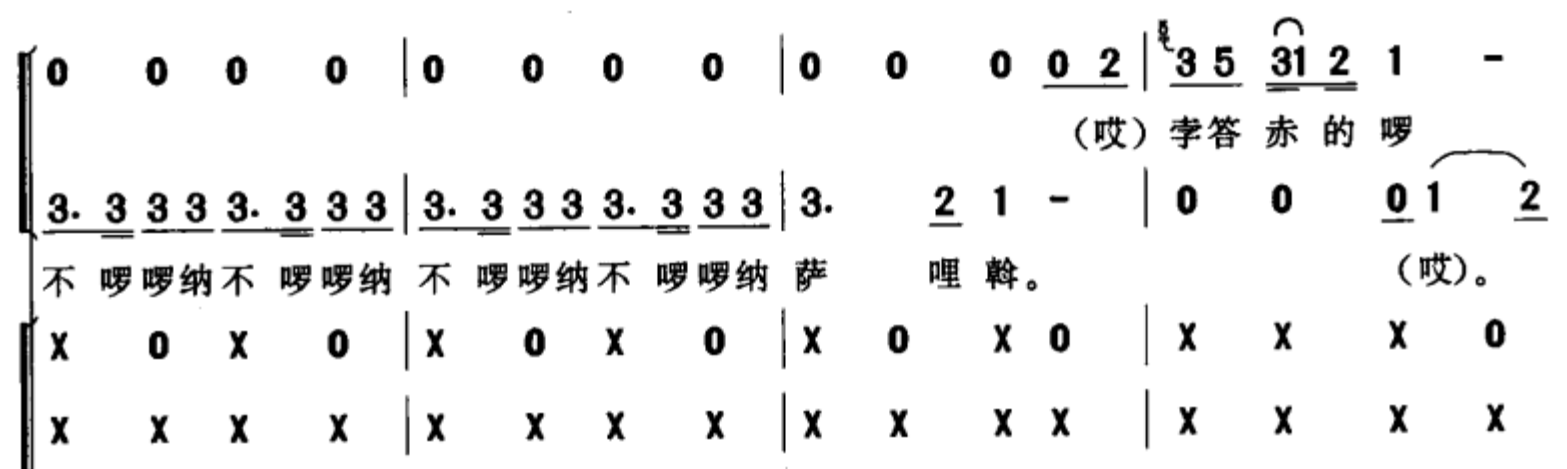 0 0 0 0 | 0 0 0 0 | 0 0 0 0 2 | 5 3 5 31 2 1 -
(哎) 孛答 赤 的 啰
3. 3 3 3 3. 3 3 3 | 3. 3 3 3 3. 3 3 3 | 3. 2 1 - | 0 0 0 1 2
不 啰啰纳不 啰啰纳 不 啰啰纳不 啰啰纳 萨 哩 斡。 (哎)。
X 0 X 0 | X 0 X 0 | X 0 X 0 | X X X 0
X X X X | X X X X | X X X X | X X X X